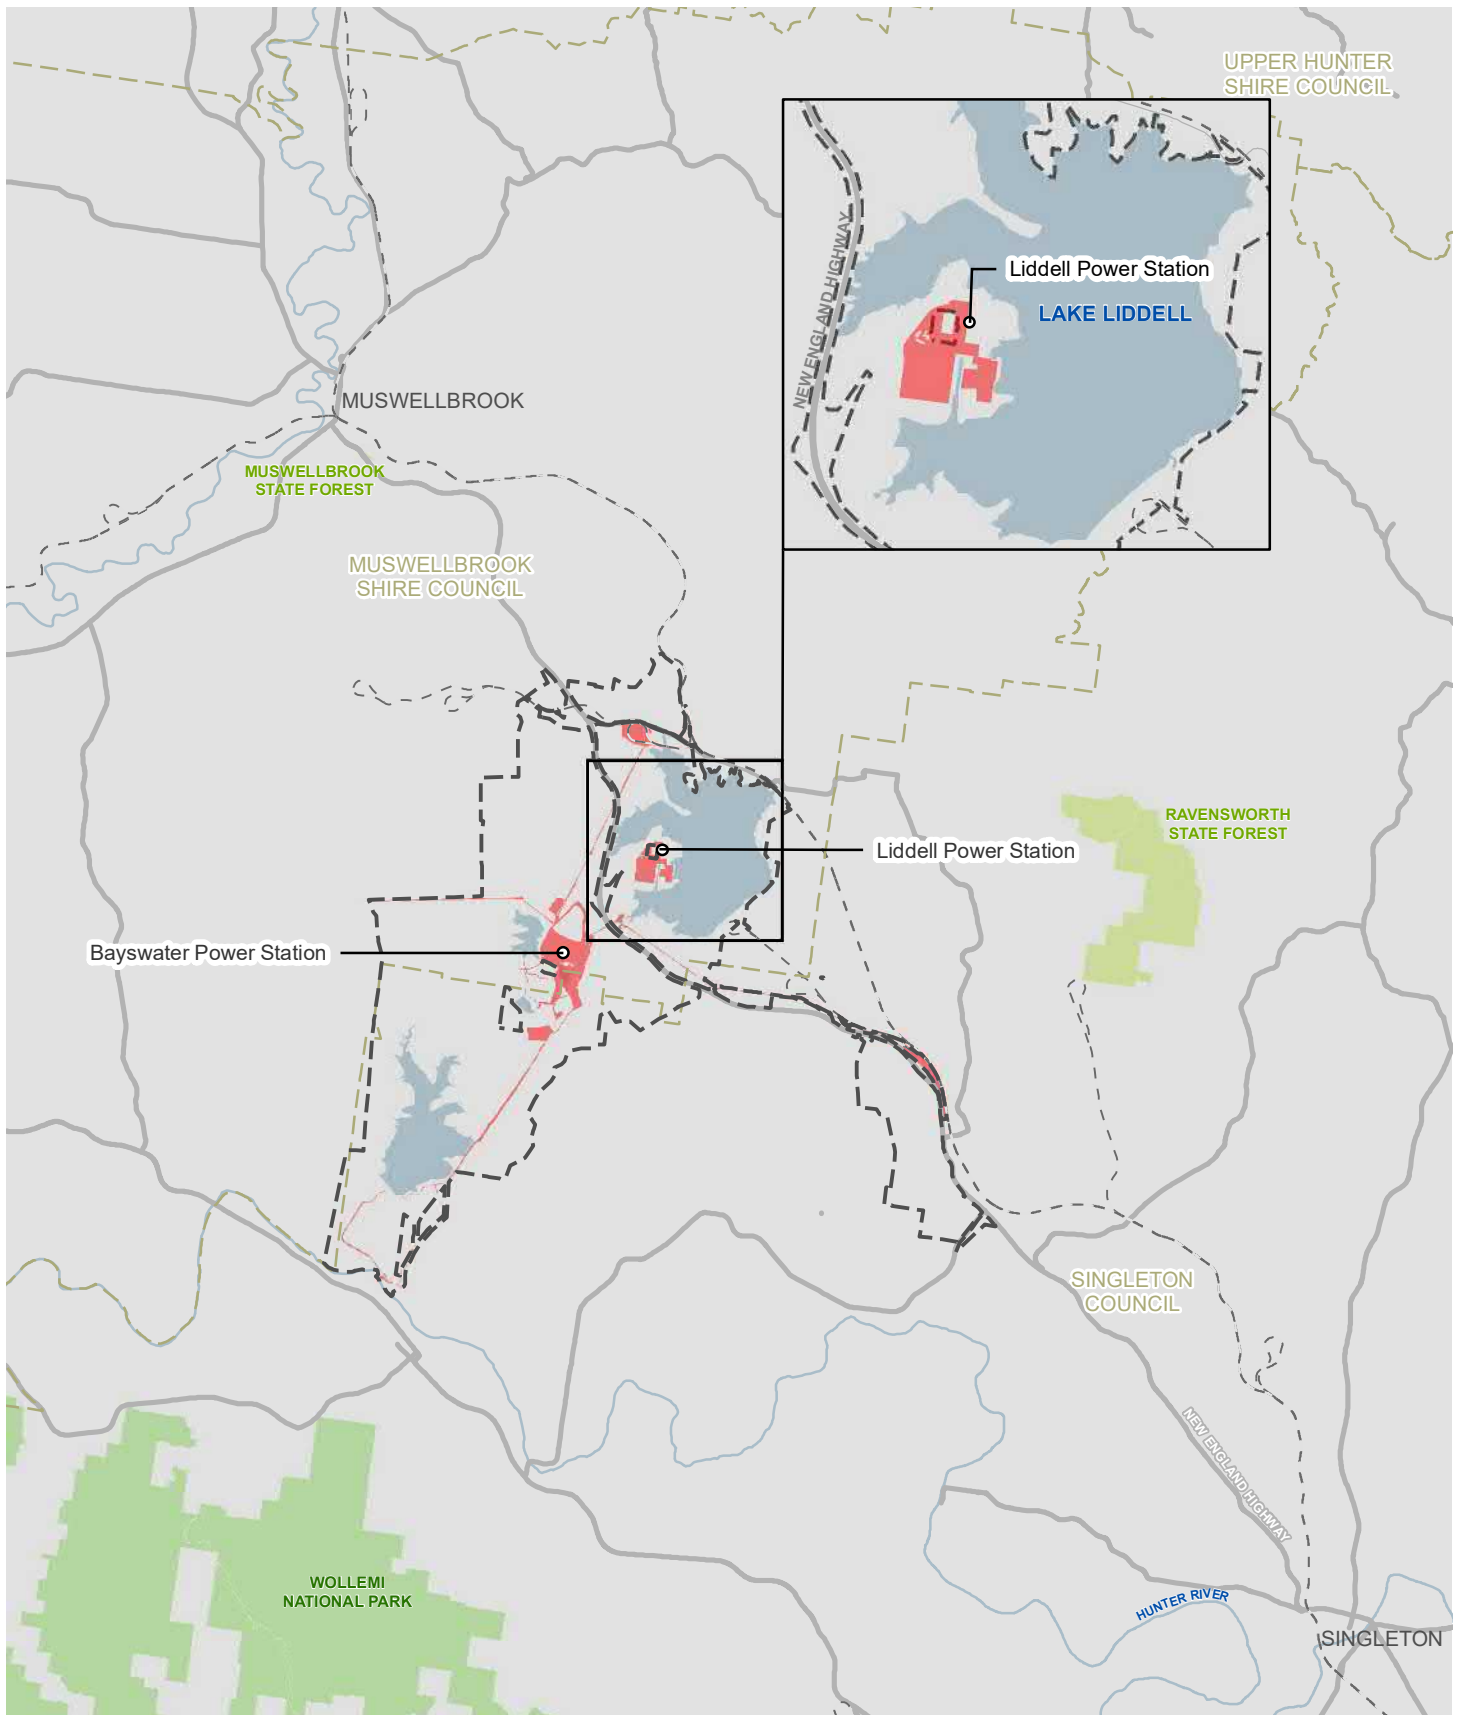 UPPER HUNTER
SHIRE COUNCIL
NEW ENGLAND HIGHWAY
Liddell Power Station
LAKE LIDDELL
MUSWELLBROOK
MUSWELLBROOK
STATE FOREST
MUSWELLBROOK
SHIRE COUNCIL
RAVENSWORTH
STATE FOREST
Liddell Power Station
Bayswater Power Station
SINGLETON
COUNCIL
NEW ENGLAND HIGHWAY
WOLLEMI
NATIONAL PARK
HUNTER RIVER
SINGLETON